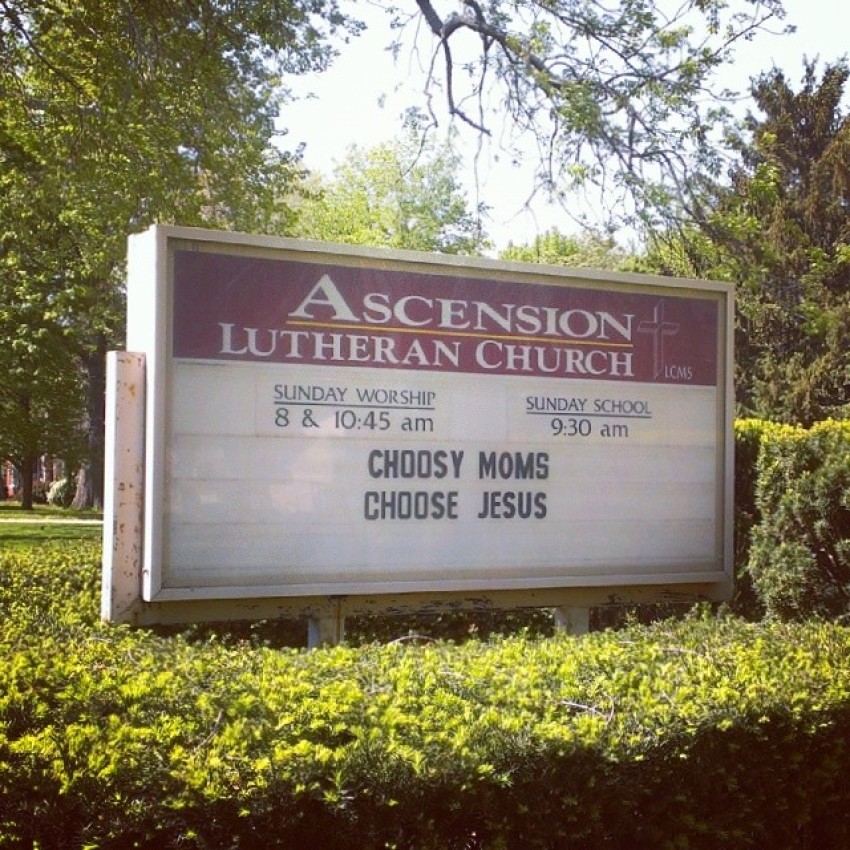 ASCENSION
LUTHERAN CHURCH
LCMS
SUNDAY WORSHIP
8 & 10:45 am
SUNDAY SCHOOL
9:30 am
CHOOSY MOMS
CHOOSE JESUS